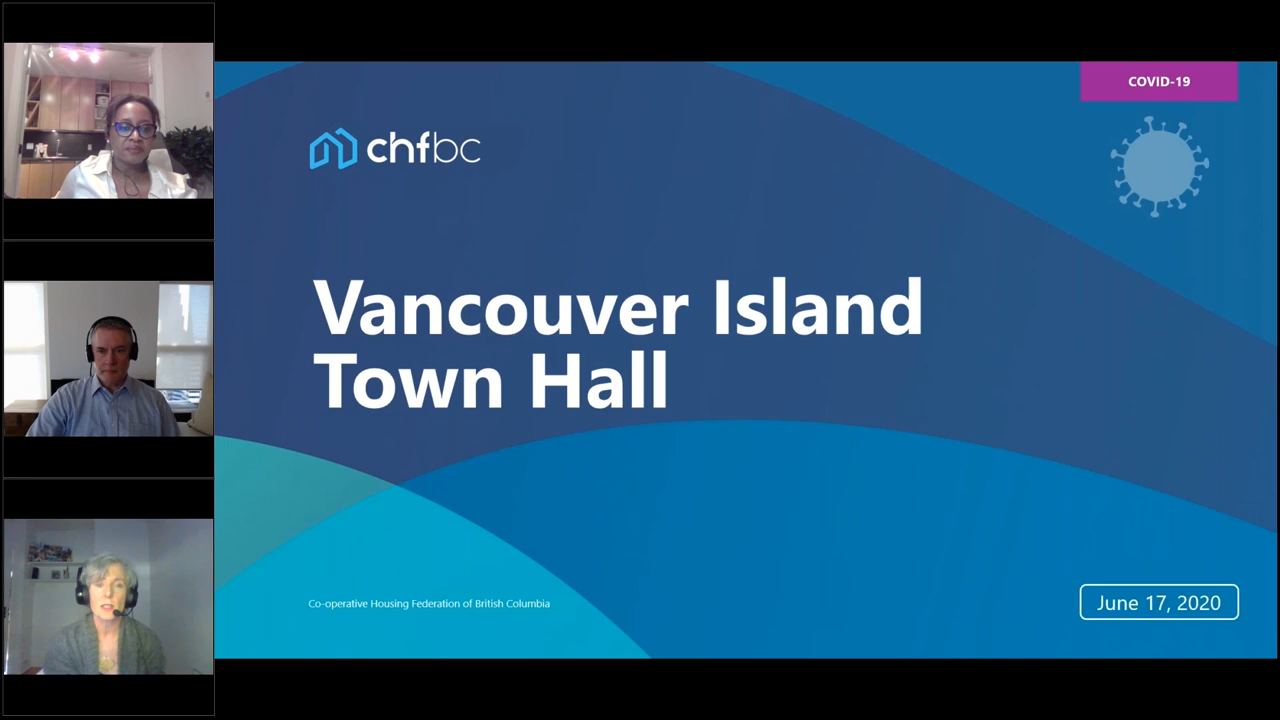 COVID-19
chfbc
Vancouver Island
Town Hall
Co-operative Housing Federation of British Columbia
June 17, 2020